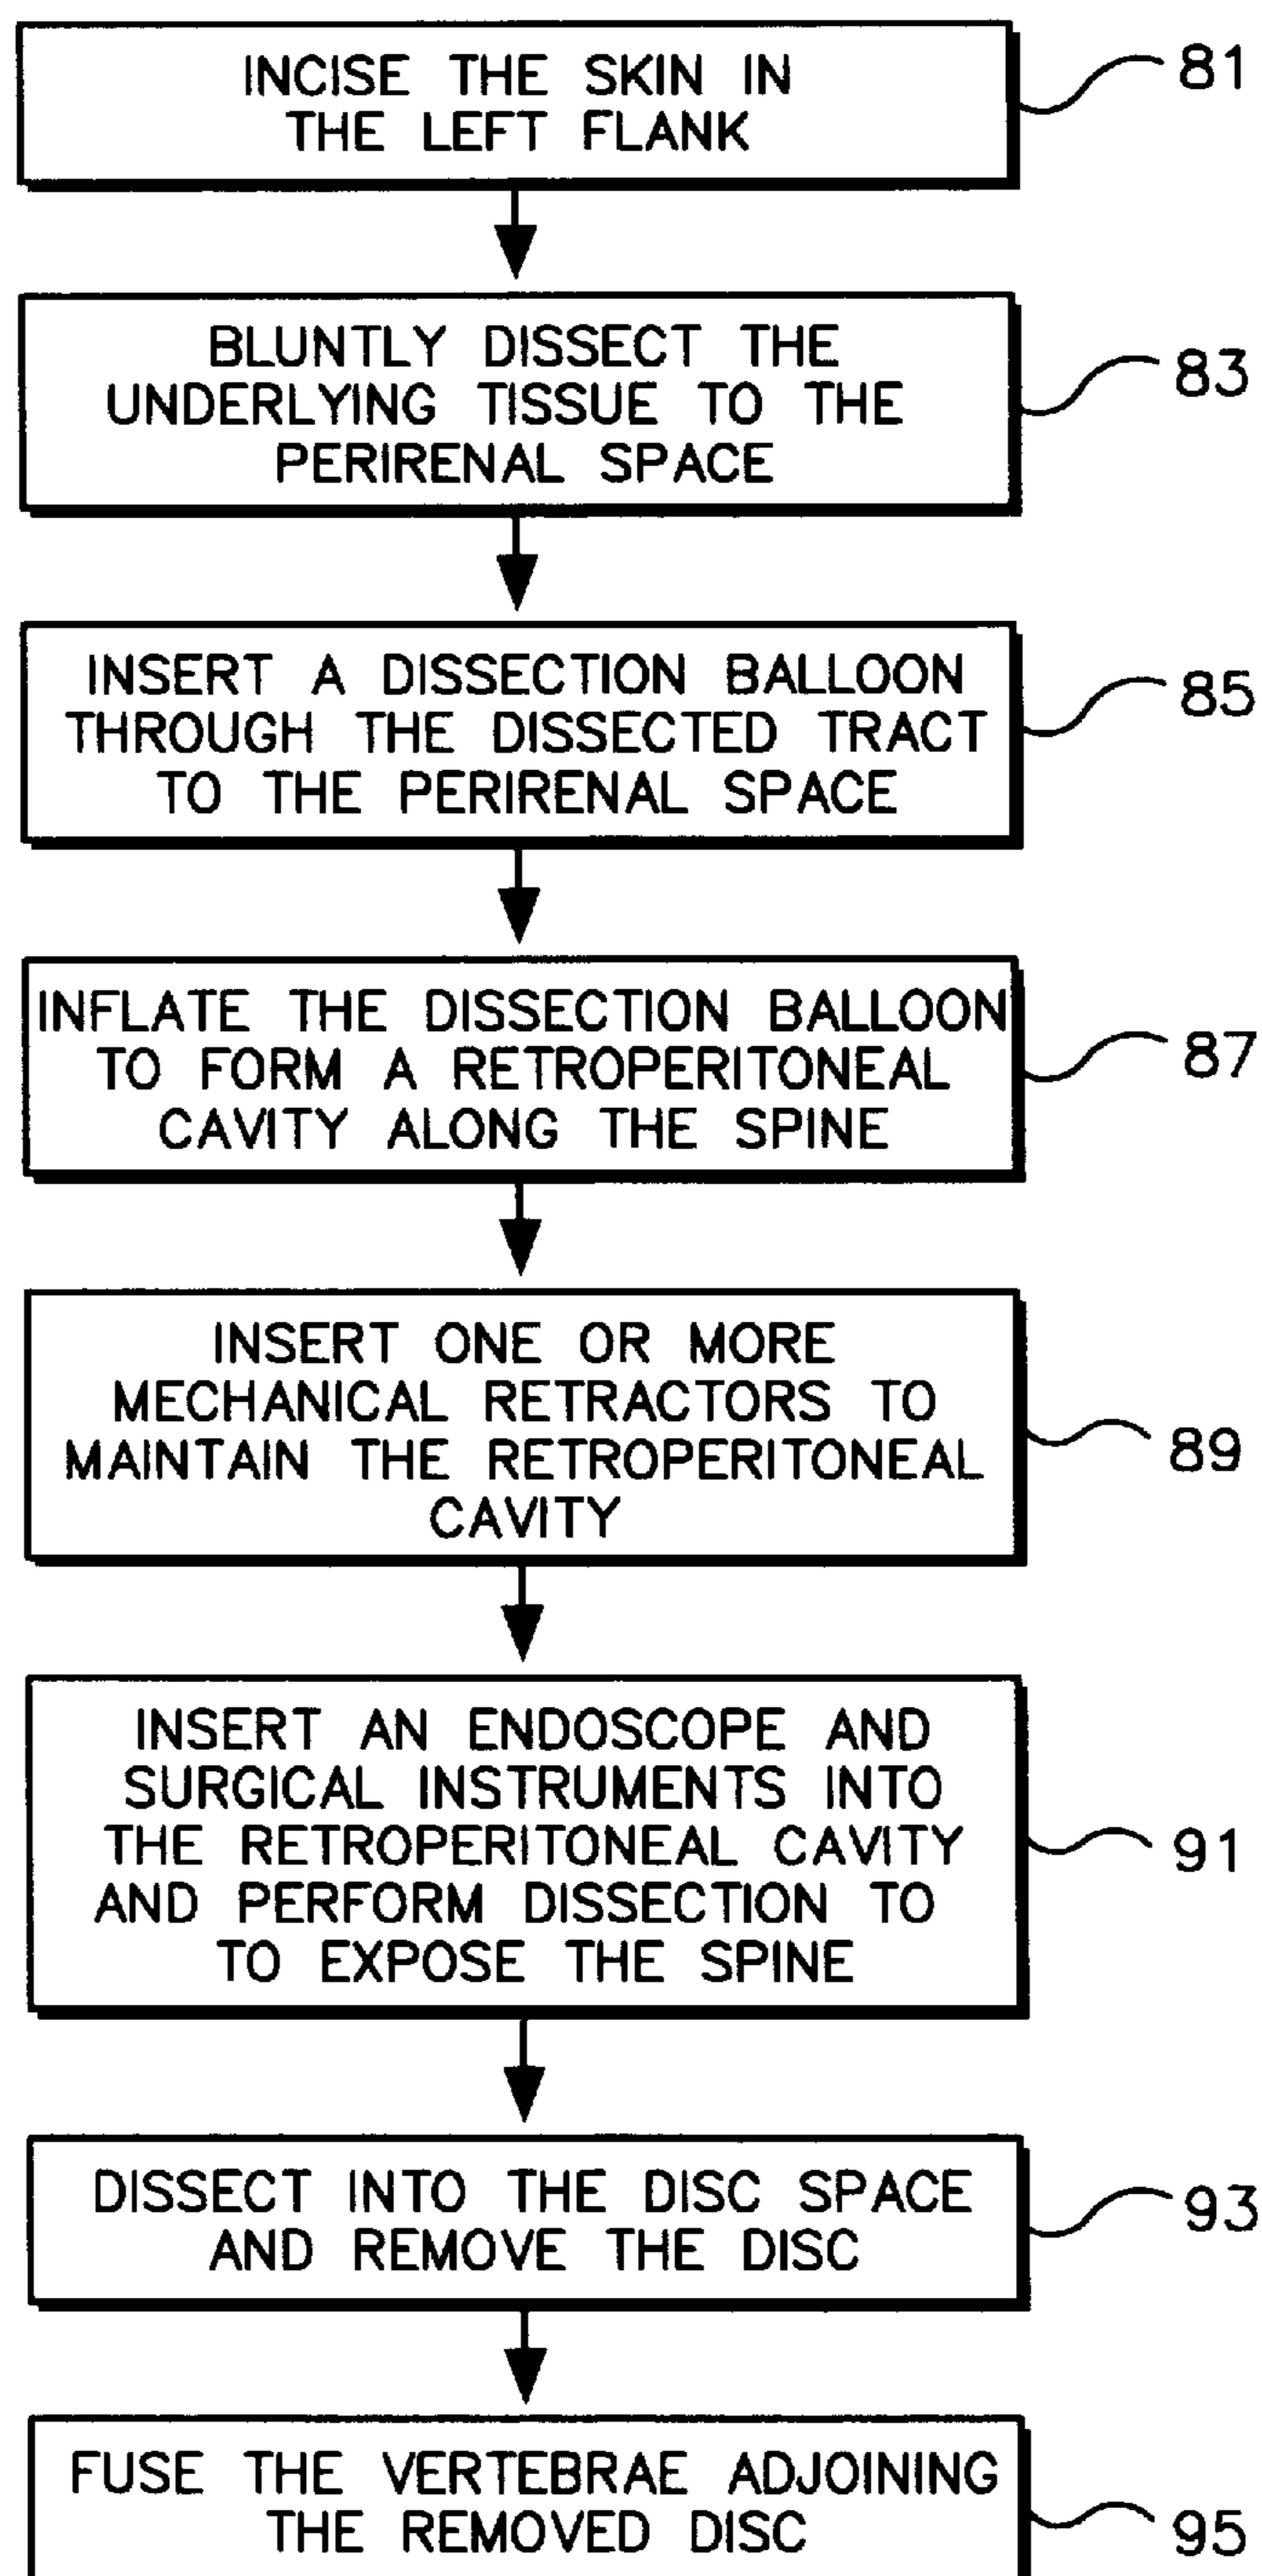 INCISE THE SKIN IN
THE LEFT FLANK
81
BLUNTLY DISSECT THE
UNDERLYING TISSUE TO THE
PERIRENAL SPACE
83
INSERT A DISSECTION BALLOON
THROUGH THE DISSECTED TRACT
TO THE PERIRENAL SPACE
85
INFLATE THE DISSECTION BALLOON
TO FORM A RETROPERITONEAL
CAVITY ALONG THE SPINE
87
INSERT ONE OR MORE
MECHANICAL RETRACTORS TO
MAINTAIN THE RETROPERITONEAL
CAVITY
89
INSERT AN ENDOSCOPE AND
SURGICAL INSTRUMENTS INTO
THE RETROPERITONEAL CAVITY
AND PERFORM DISSECTION TO
TO EXPOSE THE SPINE
91
DISSECT INTO THE DISC SPACE
AND REMOVE THE DISC
93
FUSE THE VERTEBRAE ADJOINING
THE REMOVED DISC
95